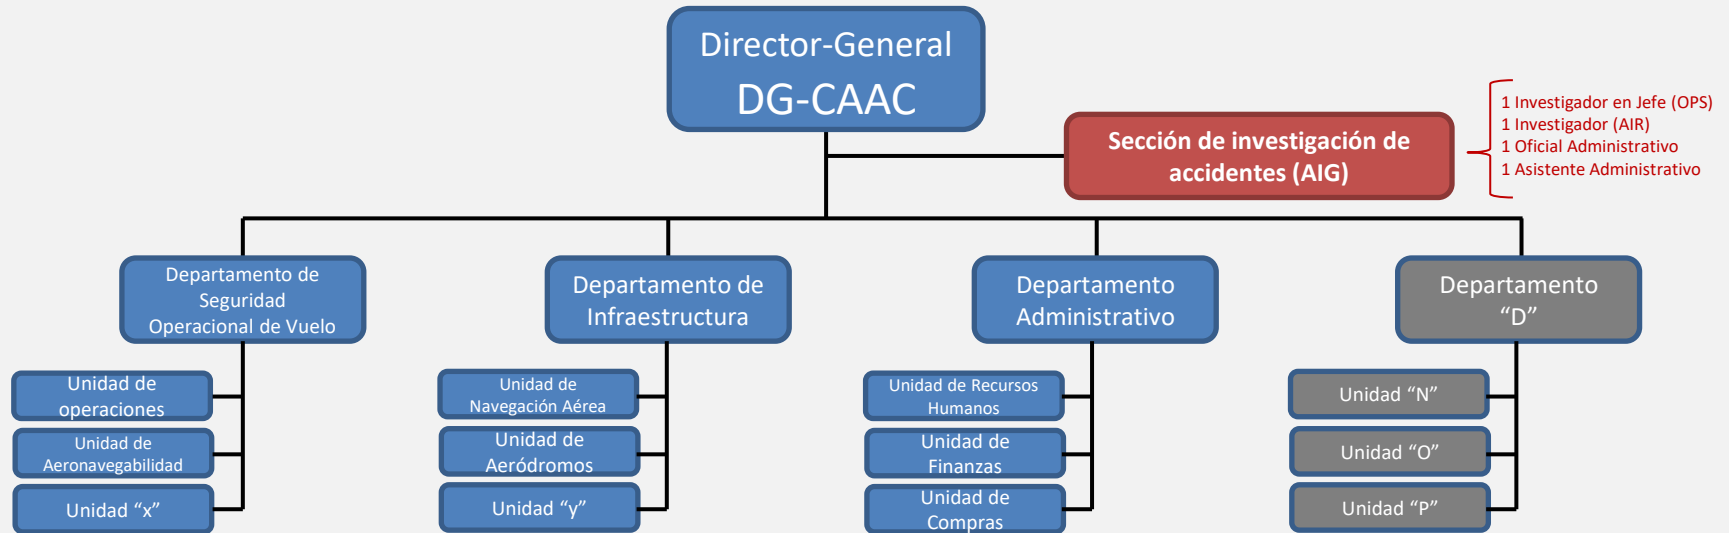 Director-General
DG-CAAC
Sección de investigación de
accidentes (AIG)
1 Investigador en Jefe (OPS)
1 Investigador (AIR)
1 Oficial Administrativo
1 Asistente Administrativo
Departamento de
Seguridad
Operacional de Vuelo
Departamento de
Infraestructura
Departamento
Administrativo
Departamento
“D”
Unidad de
operaciones
Unidad de
Aeronavegabilidad
Unidad “x”
Unidad de
Navegación Aérea
Unidad de
Aeródromos
Unidad “y”
Unidad de Recursos
Humanos
Unidad de
Finanzas
Unidad de
Compras
Unidad “N”
Unidad “O”
Unidad “P”